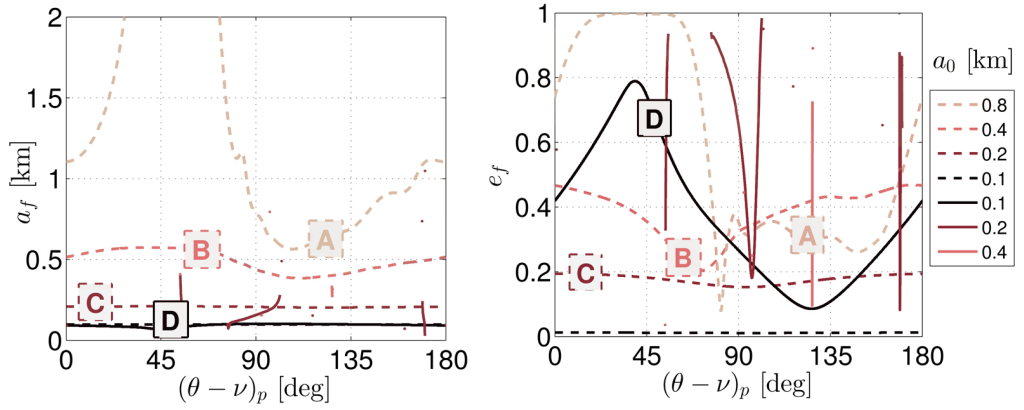 2
1.5
1
0.5
0
a_f [km]
A
B
C
D
0 45 90 135 180
(θ − ν)_p [deg]
1
0.8
0.6
0.4
0.2
0
e_f
D
A
B
C
0 45 90 135 180
(θ − ν)_p [deg]
a_0 [km]
0.8
0.4
0.2
0.1
0.1
0.2
0.4